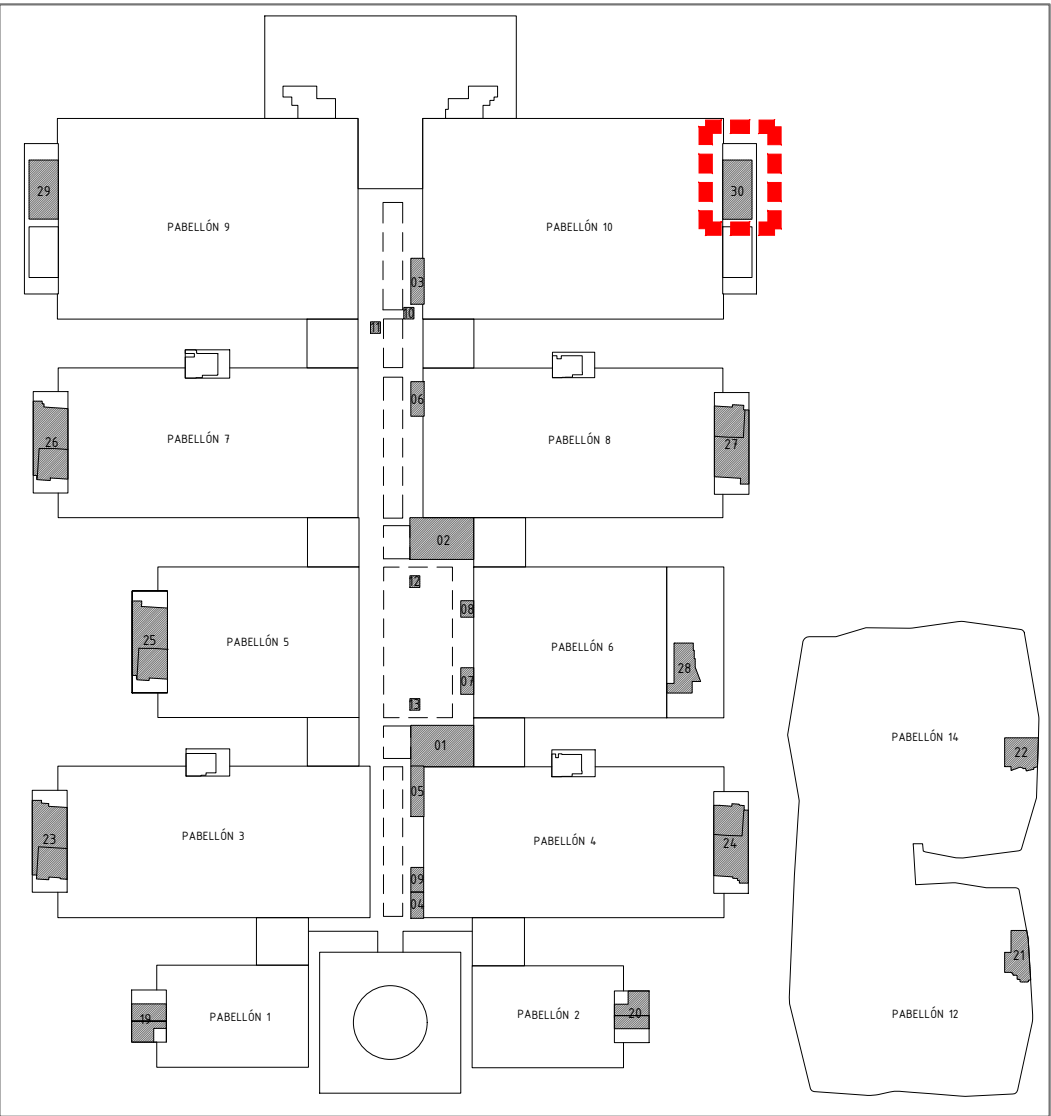 29
30
PABELLÓN 9
PABELLÓN 10
03
10
11
06
26
PABELLÓN 7
PABELLÓN 8
27
02
12
08
25
PABELLÓN 5
PABELLÓN 6
28
07
13
01
PABELLÓN 14
22
05
23
PABELLÓN 3
PABELLÓN 4
24
09
04
21
19
PABELLÓN 1
PABELLÓN 2
20
PABELLÓN 12